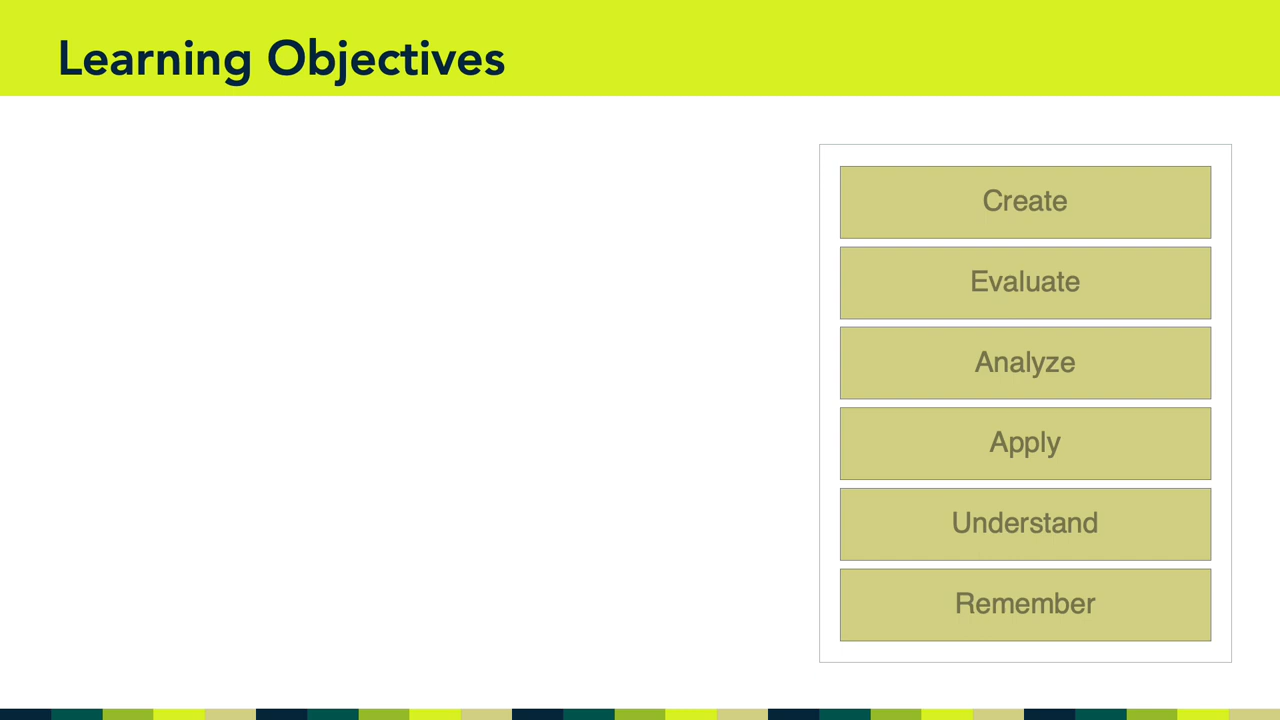 Learning Objectives
Create
Evaluate
Analyze
Apply
Understand
Remember